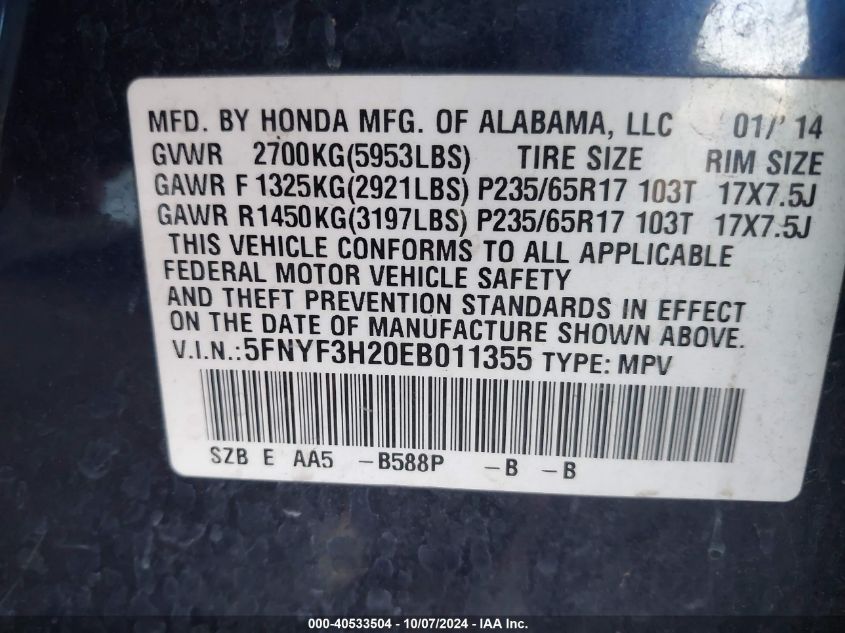 MFD. BY HONDA MFG. OF ALABAMA, LLC 01/'14
GVWR 2700KG(5953LBS) TIRE SIZE RIM SIZE
GAWR F 1325KG(2921LBS) P235/65R17 103T 17X7.5J
GAWR R1450KG(3197LBS) P235/65R17 103T 17X7.5J
THIS VEHICLE CONFORMS TO ALL APPLICABLE
FEDERAL MOTOR VEHICLE SAFETY
AND THEFT PREVENTION STANDARDS IN EFFECT
ON THE DATE OF MANUFACTURE SHOWN ABOVE.
V.I.N.:5FNYF3H20EB011355 TYPE: MPV
SZB E AA5 -B588P -B -B
000-40533504 - 10/07/2024 - IAA Inc.